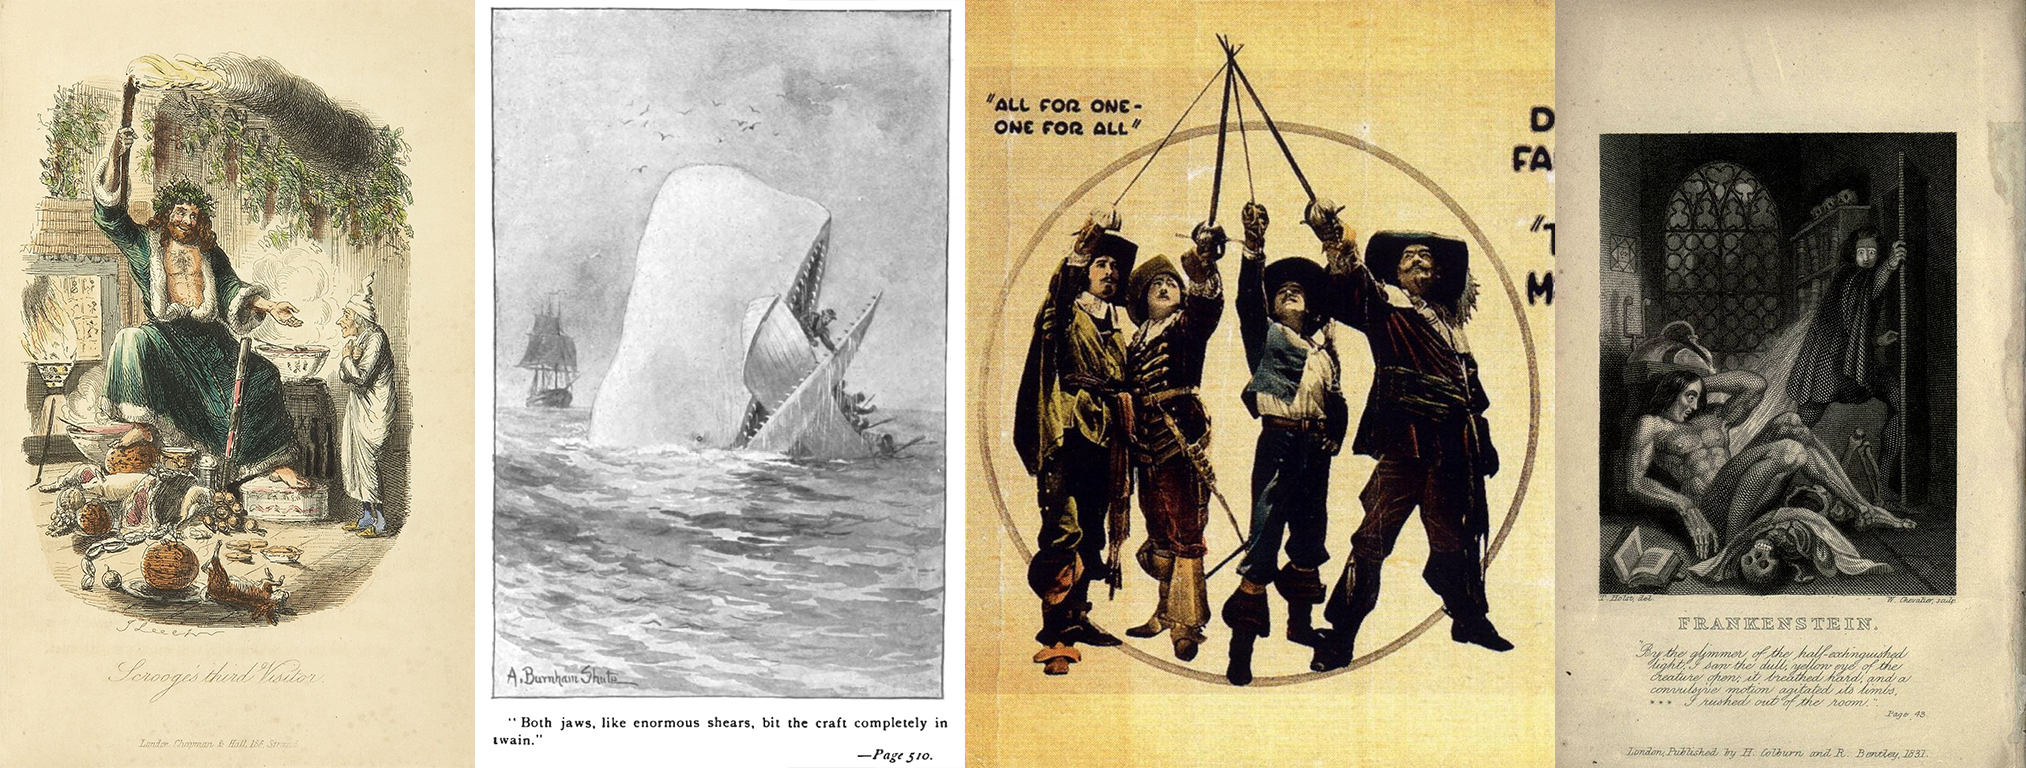 J Leech
Scrooge's third Visitor.
London, Chapman & Hall, 186, Strand.
A. Burnham Shute
"Both jaws, like enormous shears, bit the craft completely in
twain."
—Page 510.
"ALL FOR ONE-
ONE FOR ALL"
D
FA
"T
M
T. Holst, del.
W. Chevalier, sculp.
FRANKENSTEIN.
"By the glimmer of the half-extinguished
light, I saw the dull, yellow eye of the
creature open; it breathed hard, and a
convulsive motion agitated its limbs,
*** I rushed out of the room."
Page 43.
London, Published by H. Colburn and R. Bentley, 1831.